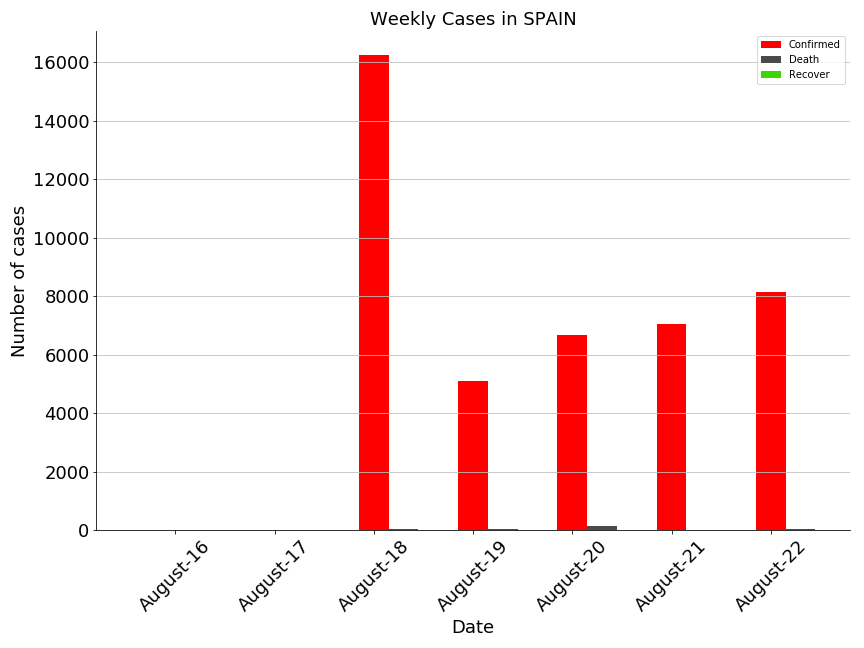 Weekly Cases in SPAIN
Confirmed
Death
Recover
Number of cases
16000
14000
12000
10000
8000
6000
4000
2000
0
August-16
August-17
August-18
August-19
August-20
August-21
August-22
Date